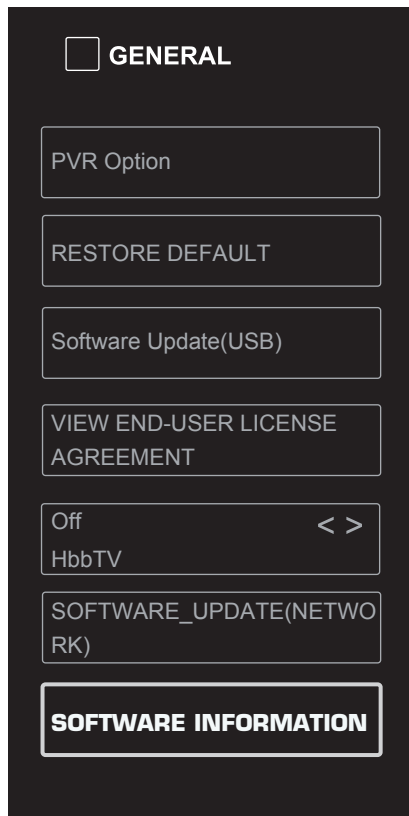 GENERAL
PVR Option
RESTORE DEFAULT
Software Update(USB)
VIEW END-USER LICENSE
AGREEMENT
Off < >
HbbTV
SOFTWARE_UPDATE(NETWO
RK)
SOFTWARE INFORMATION